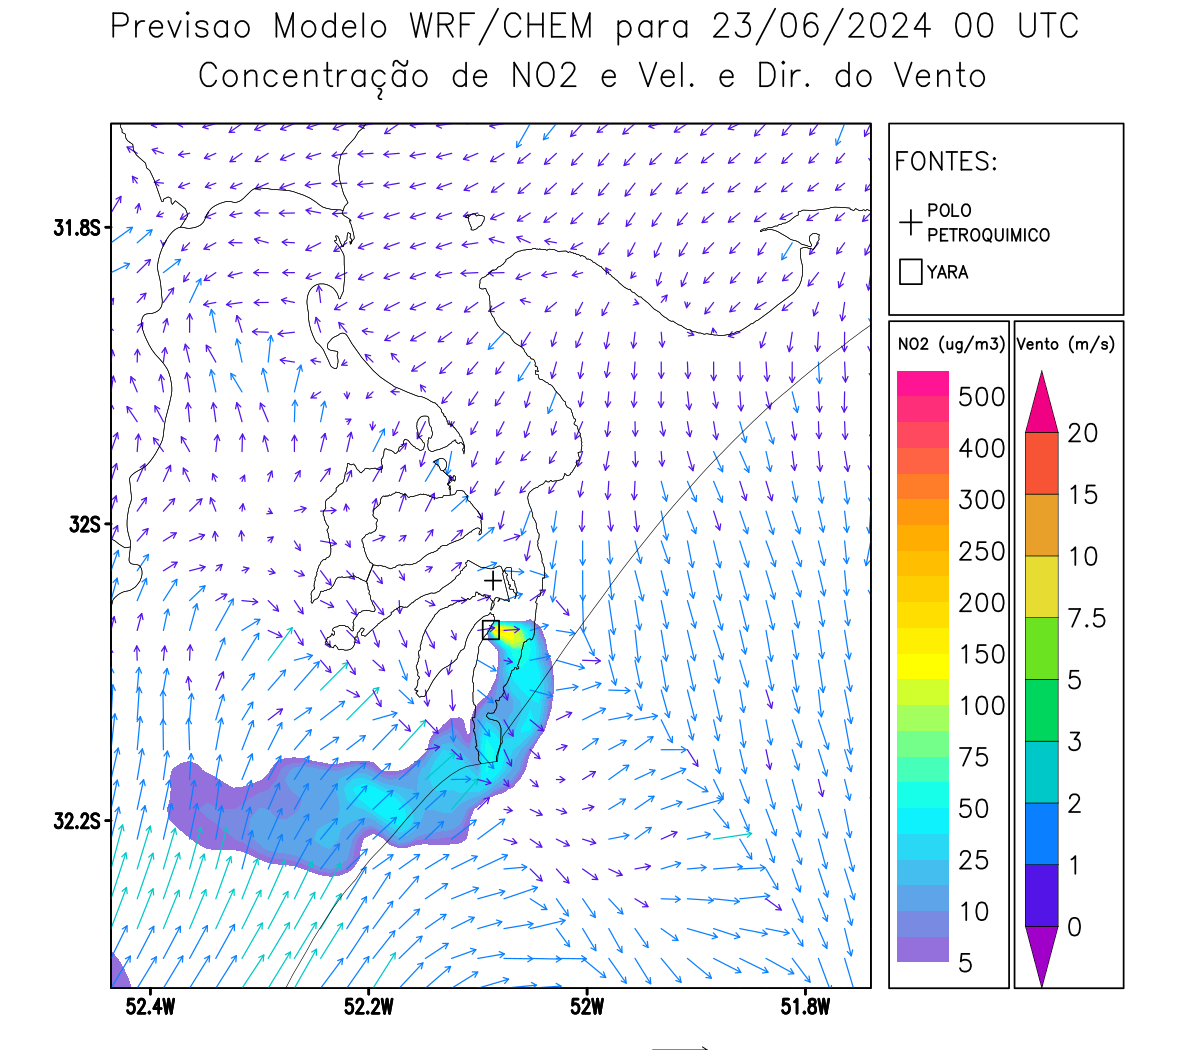 Previsao Modelo WRF/CHEM para 23/06/2024 00 UTC
Concentração de NO2 e Vel. e Dir. do Vento
FONTES:
POLO
PETROQUIMICO
YARA
NO2 (ug/m3)
500
400
300
250
200
150
100
75
50
25
10
5
Vento (m/s)
20
15
10
7.5
5
3
2
1
0
31.8S
32S
32.2S
52.4W
52.2W
52W
51.8W